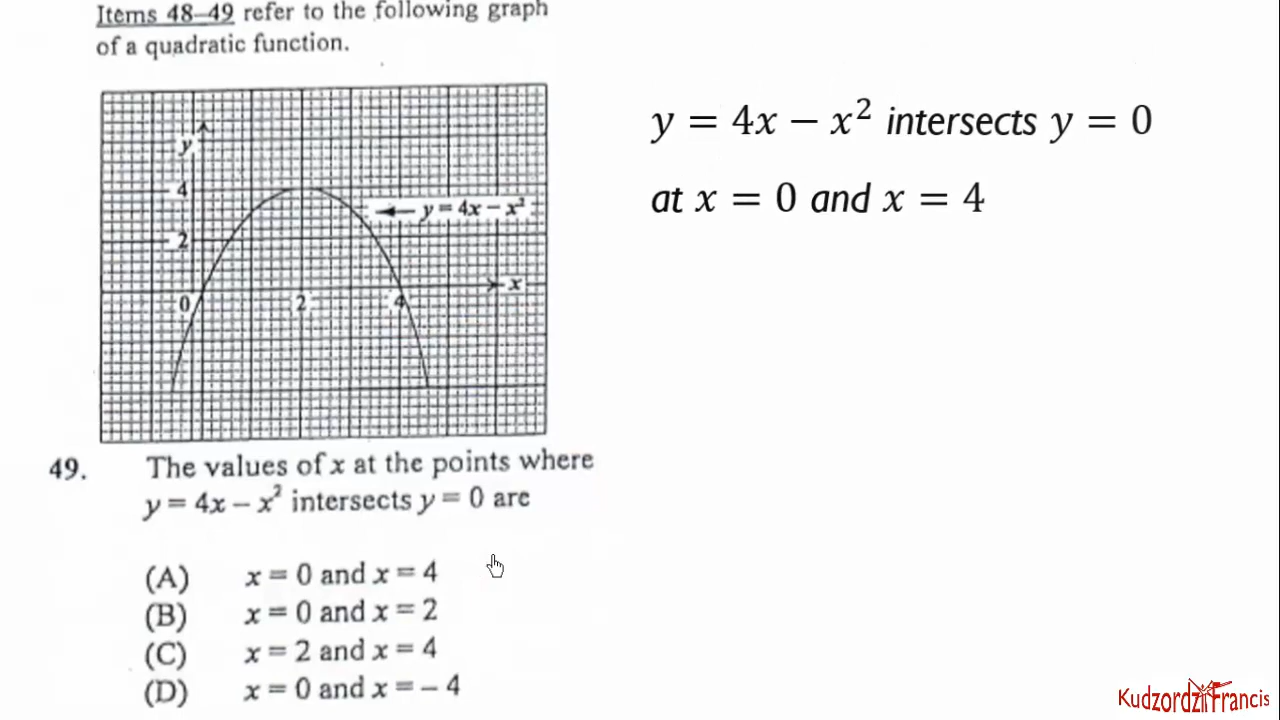 Items 48–49 refer to the following graph
of a quadratic function.
y = 4x − x² intersects y = 0
at x = 0 and x = 4
y
4
y = 4x − x²
2
x
0
2
4
49. The values of x at the points where
y = 4x − x² intersects y = 0 are
(A) x = 0 and x = 4
(B) x = 0 and x = 2
(C) x = 2 and x = 4
(D) x = 0 and x = − 4
Kudzordzi Francis